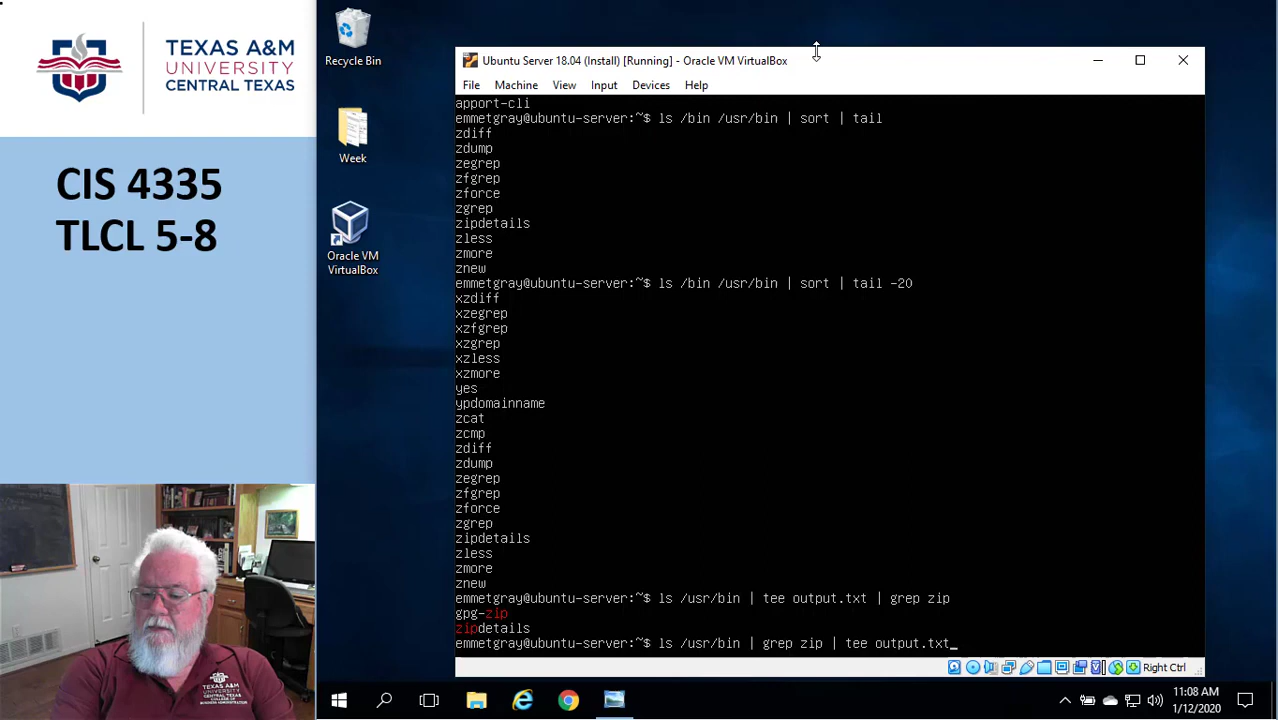 TEXAS A&M
UNIVERSITY
CENTRAL TEXAS
CIS 4335
TLCL 5-8
Recycle Bin
Week
Oracle VM
VirtualBox
Ubuntu Server 18.04 (Install) [Running] - Oracle VM VirtualBox
File Machine View Input Devices Help
apport-cli
emmetgray@ubuntu-server:~$ ls /bin /usr/bin | sort | tail
zdiff
zdump
zegrep
zfgrep
zforce
zgrep
zipdetails
zless
zmore
znew
emmetgray@ubuntu-server:~$ ls /bin /usr/bin | sort | tail -20
xzdiff
xzegrep
xzfgrep
xzgrep
xzless
xzmore
yes
ypdomainname
zcat
zcmp
zdiff
zdump
zegrep
zfgrep
zforce
zgrep
zipdetails
zless
zmore
znew
emmetgray@ubuntu-server:~$ ls /usr/bin | tee output.txt | grep zip
gpg-zip
zipdetails
emmetgray@ubuntu-server:~$ ls /usr/bin | grep zip | tee output.txt_
Right Ctrl
11:08 AM
1/12/2020
TEXAS A&M
UNIVERSITY
CENTRAL TEXAS